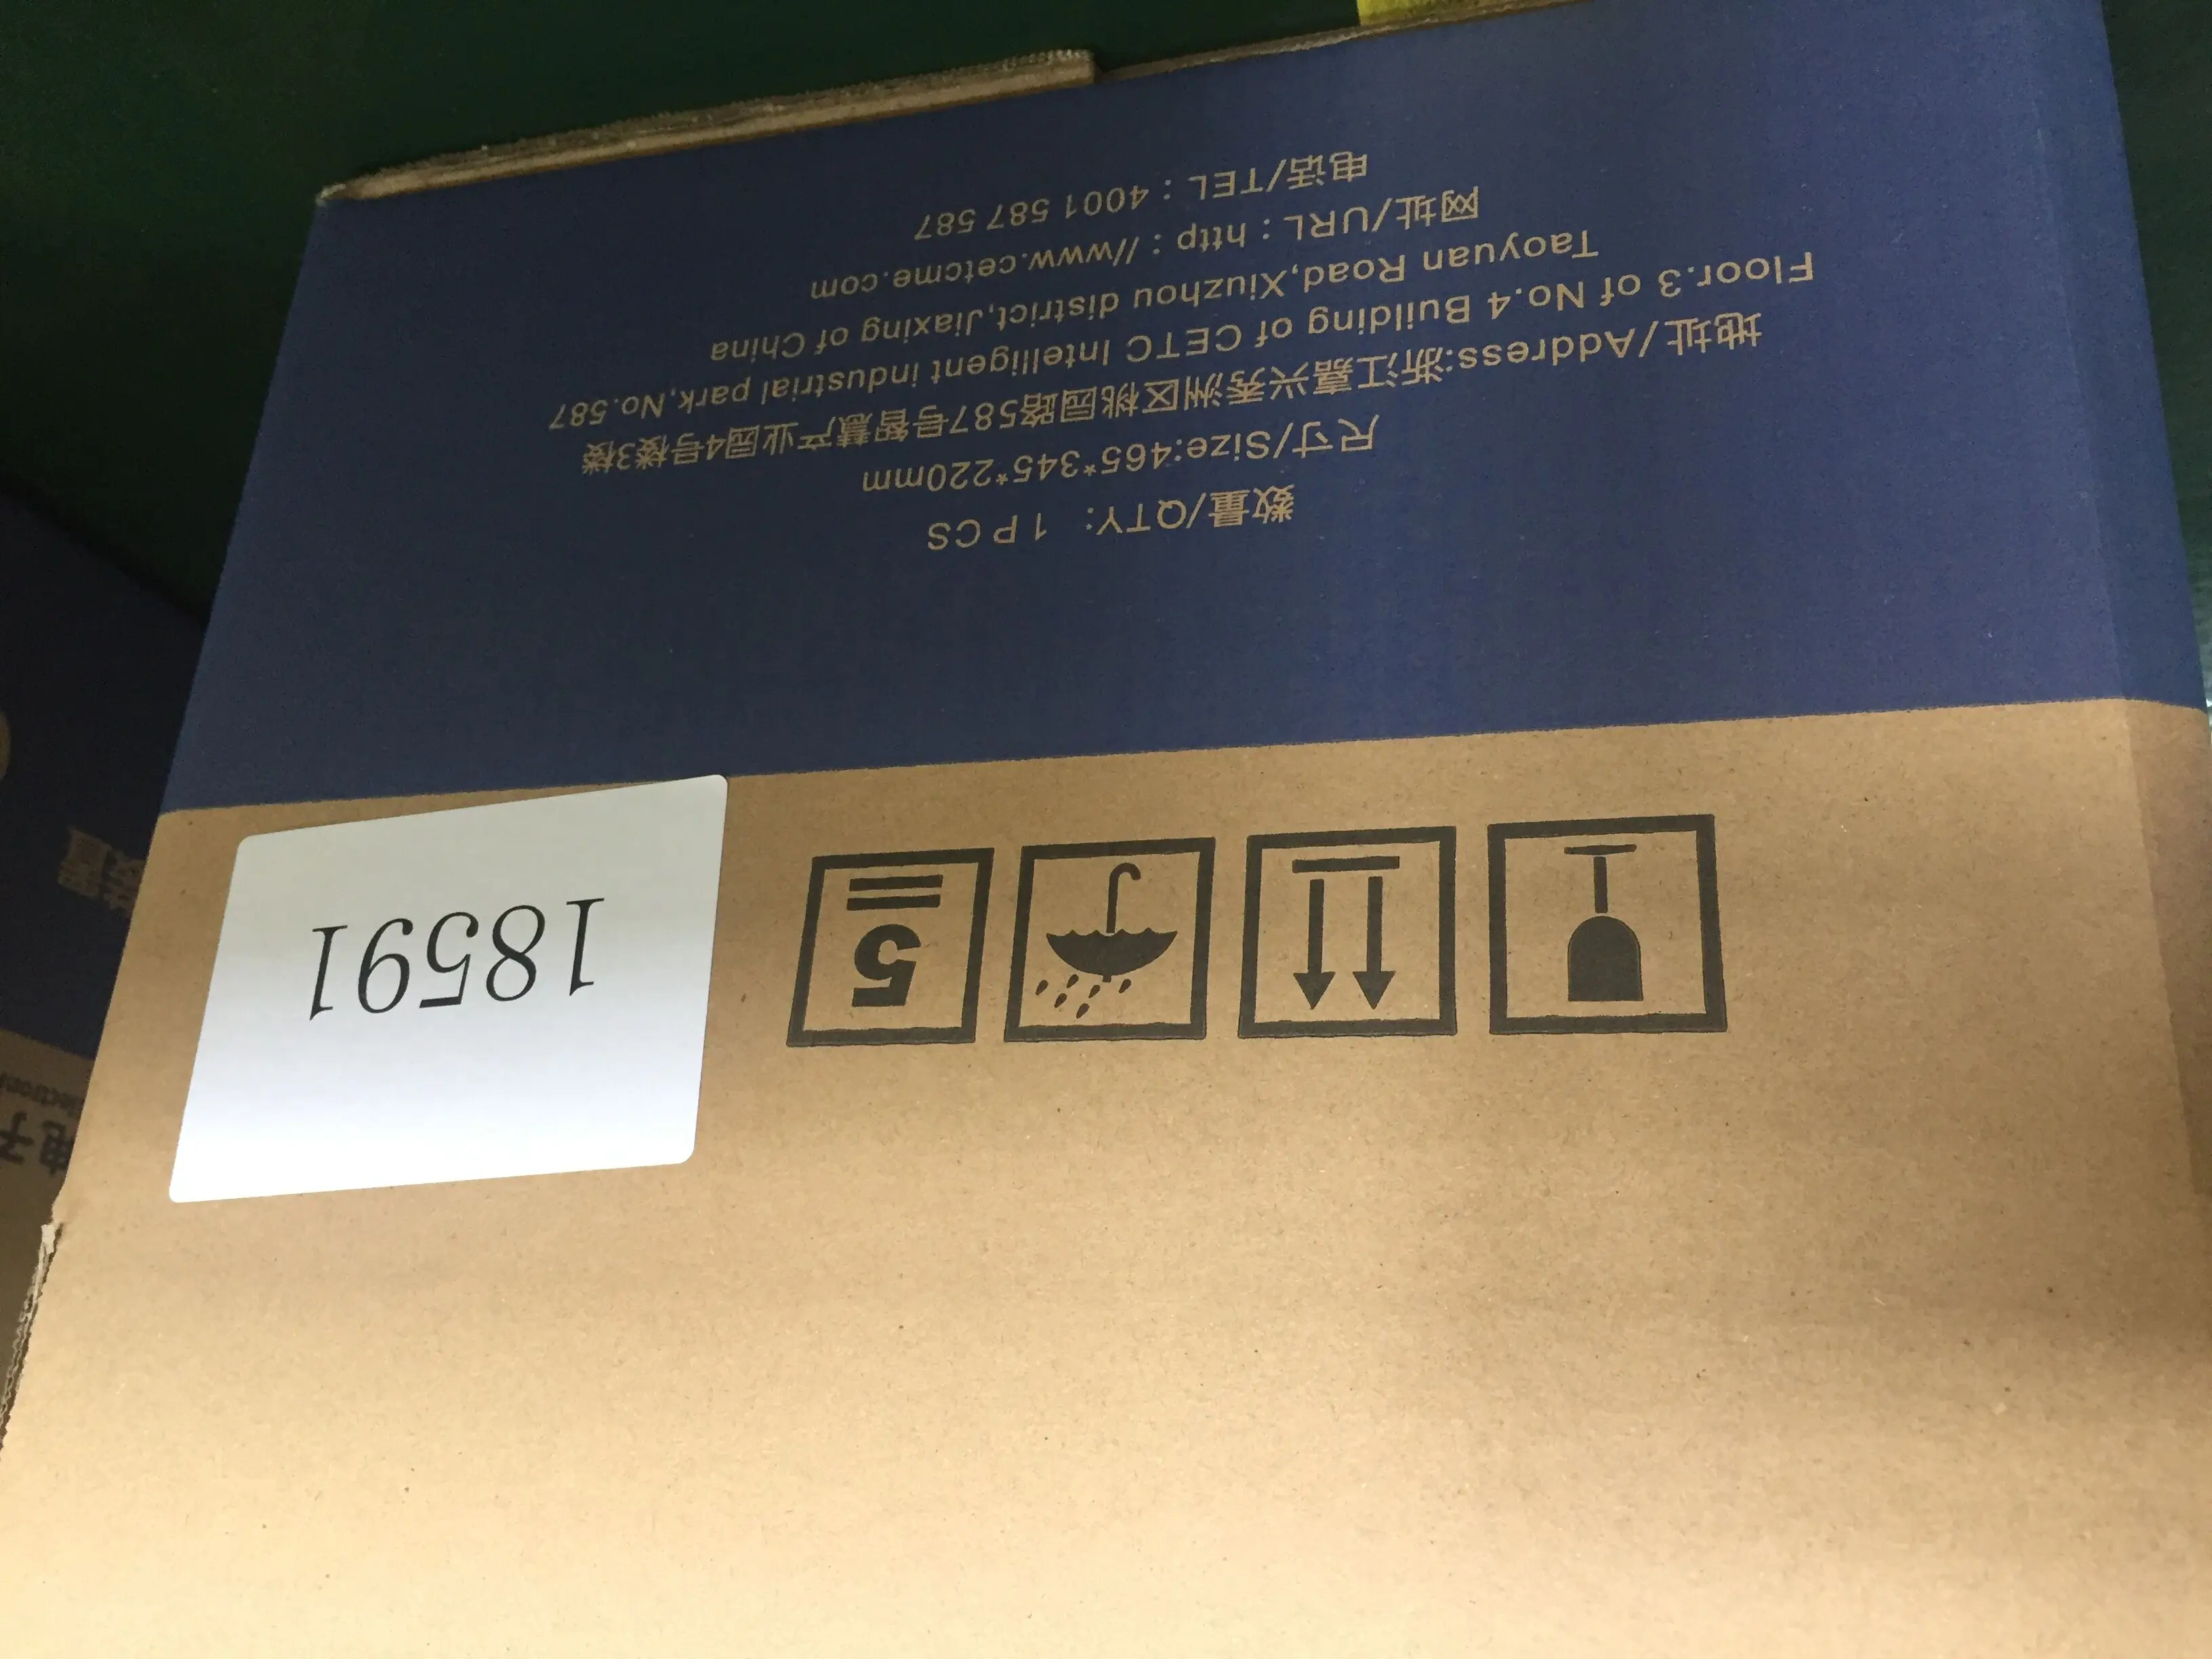 18591
5
数量/QTY: 1PCS
尺寸/Size:465*345*220mm
地址/Address:浙江嘉兴秀洲区桃园路587号智慧产业园4号楼3楼
Floor.3 of No.4 Building of CETC Intelligent industrial park,No.587
Taoyuan Road,Xiuzhou district,Jiaxing of China
网址/URL：http：//www.cetcme.com
电话/TEL：4001 587 587
电子